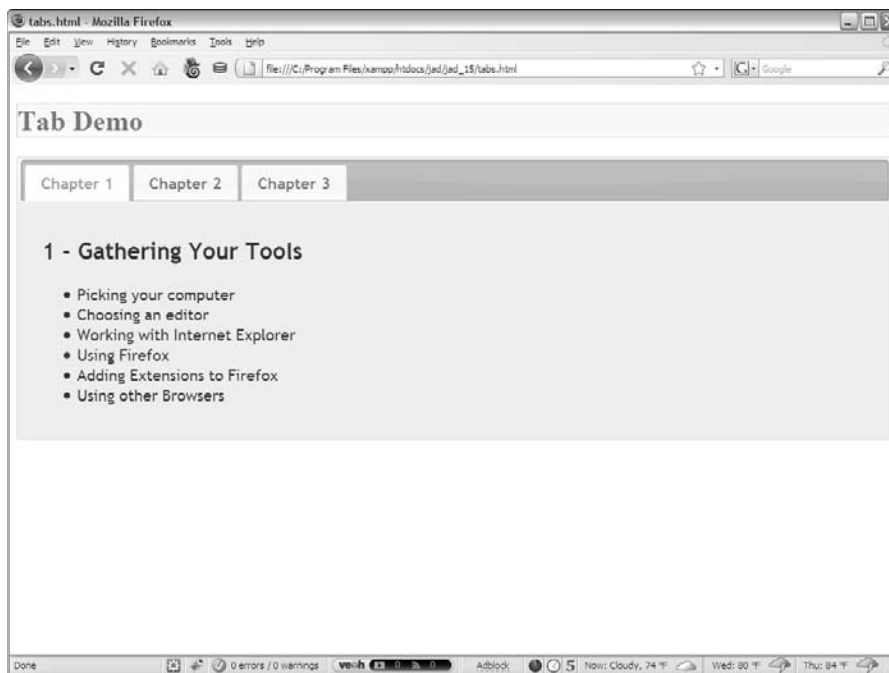 tabs.html - Mozilla Firefox
File Edit View History Bookmarks Tools Help
file:///C:/Program Files/xampp/htdocs/jad/jad_15/tabs.html
G Google
Tab Demo
Chapter 1 Chapter 2 Chapter 3
1 - Gathering Your Tools
• Picking your computer
• Choosing an editor
• Working with Internet Explorer
• Using Firefox
• Adding Extensions to Firefox
• Using other Browsers
Done 0 errors / 0 warnings veoh 0 0 Adblock 5 Now: Cloudy, 74 °F Wed: 80 °F Thu: 84 °F